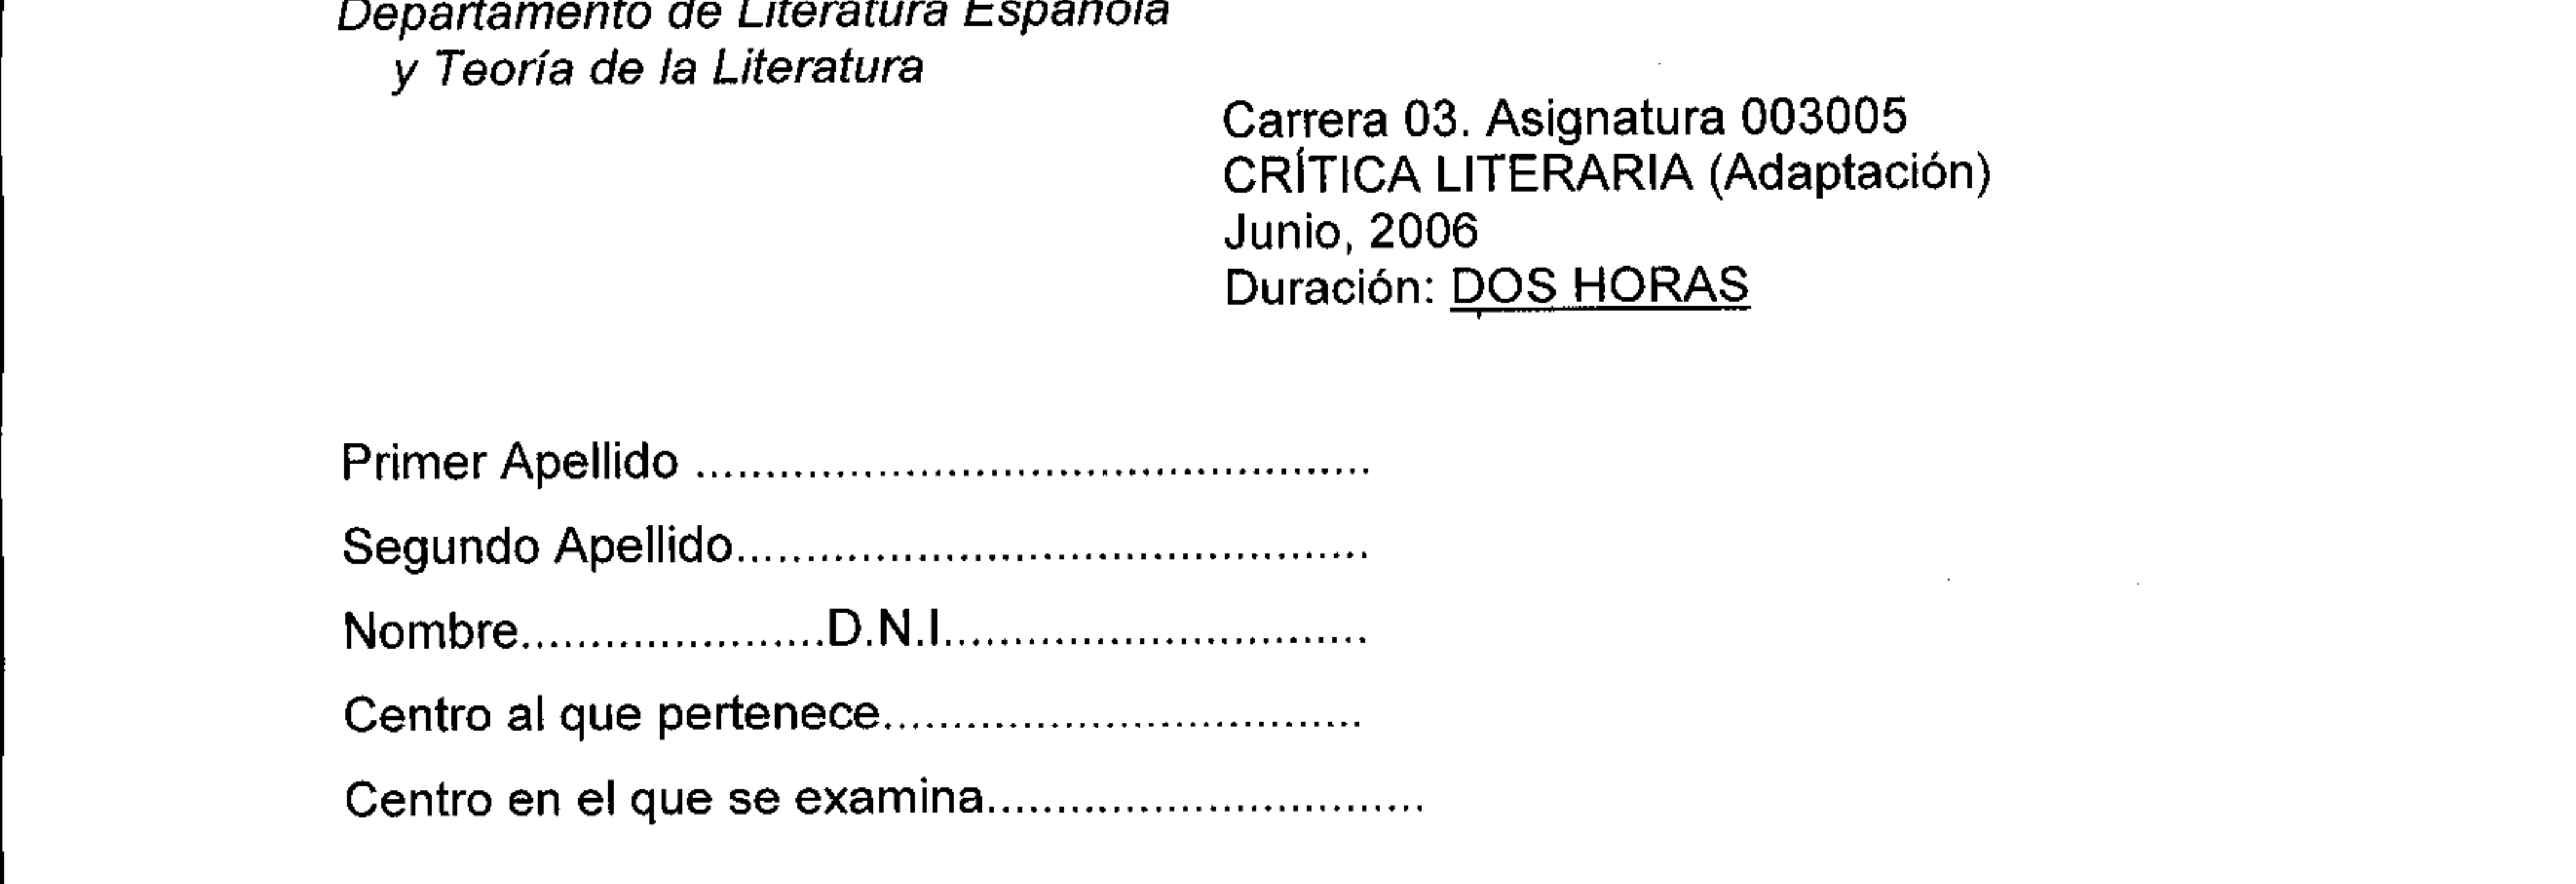 Departamento de Literatura Española
y Teoría de la Literatura
Carrera 03. Asignatura 003005
CRÍTICA LITERARIA (Adaptación)
Junio, 2006
Duración: DOS HORAS
Primer Apellido ................................................
Segundo Apellido.............................................
Nombre......................D.N.I..............................
Centro al que pertenece..................................
Centro en el que se examina...............................